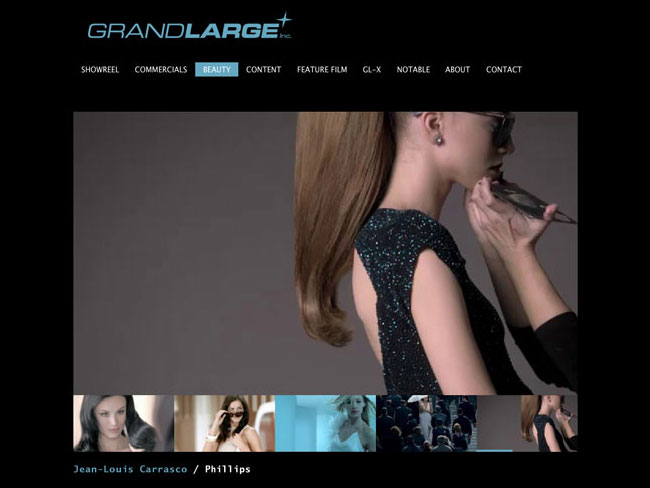 GRANDLARGE Inc.
SHOWREEL COMMERCIALS BEAUTY CONTENT FEATURE FILM GL-X NOTABLE ABOUT CONTACT
Jean-Louis Carrasco / Phillips